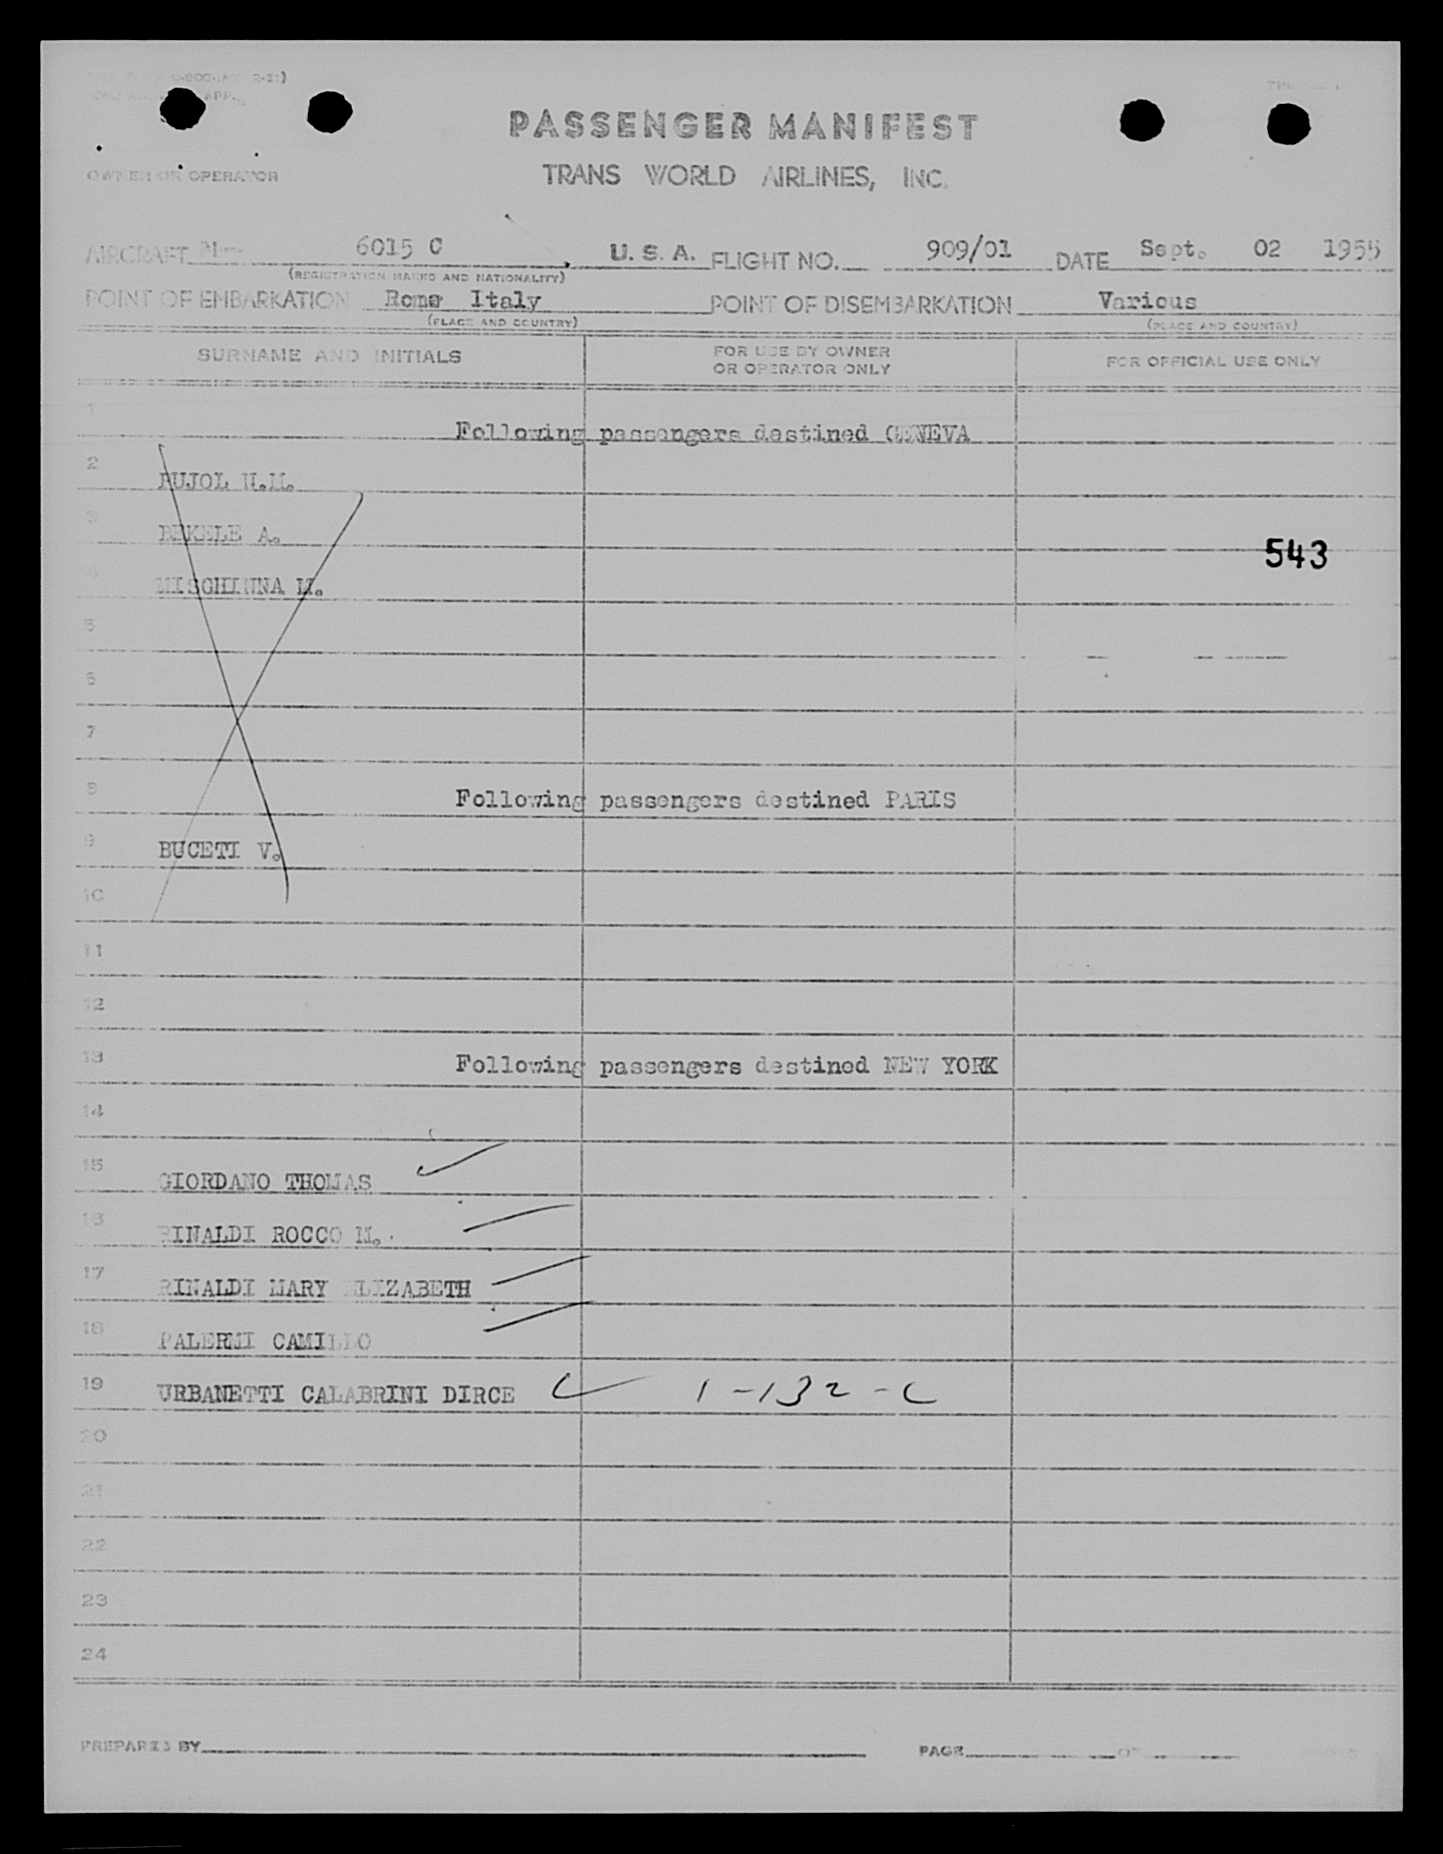 PASSENGER MANIFEST
OWNER OR OPERATOR
TRANS WORLD AIRLINES, INC.
AIRCRAFT 6015 C U. S. A. FLIGHT NO. 909/01 DATE Sept. 02 1955
(REGISTRATION MARKS AND NATIONALITY)
POINT OF EMBARKATION Rome Italy POINT OF DISEMBARKATION Various
(PLACE AND COUNTRY) (PLACE AND COUNTRY)
SURNAME AND INITIALS FOR USE BY OWNER OR OPERATOR ONLY FOR OFFICIAL USE ONLY
1 Following passengers destined GENEVA
2 PUJOL
3 BEKELE A.
543
4 M.
5
6
7
8 Following passengers destined PARIS
9 BUCETI V.
10
11
12
13 Following passengers destined NEW YORK
14
15 GIORDANO THOMAS
16 RINALDI ROCCO M.
17 RINALDI MARY ELIZABETH
18 PALERMI CAMILLO
19 URBANETTI CALABRINI DIRCE 1-132-C
20
21
22
23
24
PREPARED BY PAGE OF